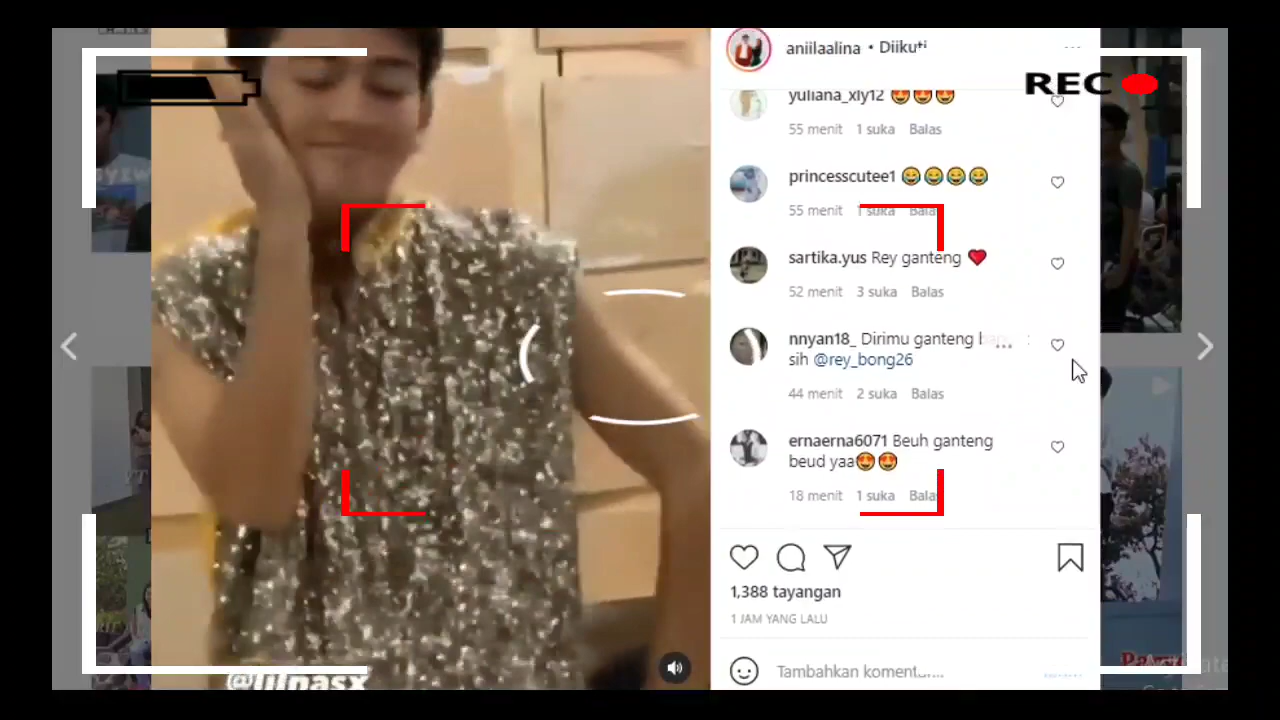 aniilaalina • Diikuti
REC
yuliana_xly12 😍😍😍
55 menit 1 suka Balas
princesscutee1 😂😂😂😂
55 menit 1 suka Balas
sartika.yus Rey ganteng ❤
52 menit 3 suka Balas
nnyan18_ Dirimu ganteng
sih @rey_bong26
44 menit 2 suka Balas
ernaerna6071 Beuh ganteng
beud yaa😍😍
18 menit 1 suka Balas
1,388 tayangan
1 JAM YANG LALU
Tambahkan komentar...
@lilnasx